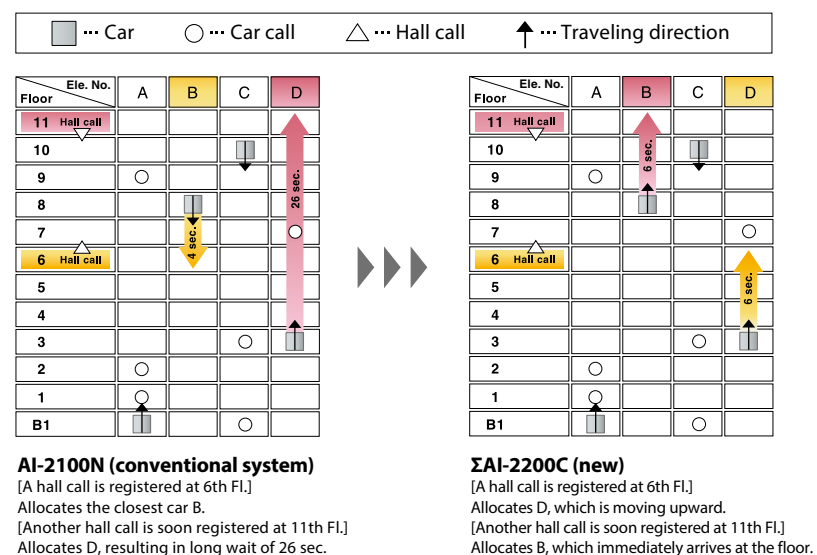 ··· Car ··· Car call ··· Hall call ··· Traveling direction
Ele. No.
Floor
A B C D
11 Hall call
10
9
8
7
6 Hall call
5
4
3
2
1
B1
4 sec.
26 sec.
AI-2100N (conventional system)
[A hall call is registered at 6th Fl.]
Allocates the closest car B.
[Another hall call is soon registered at 11th Fl.]
Allocates D, resulting in long wait of 26 sec.
Ele. No.
Floor
A B C D
11 Hall call
10
9
8
7
6 Hall call
5
4
3
2
1
B1
6 sec.
6 sec.
ΣAI-2200C (new)
[A hall call is registered at 6th Fl.]
Allocates D, which is moving upward.
[Another hall call is soon registered at 11th Fl.]
Allocates B, which immediately arrives at the floor.